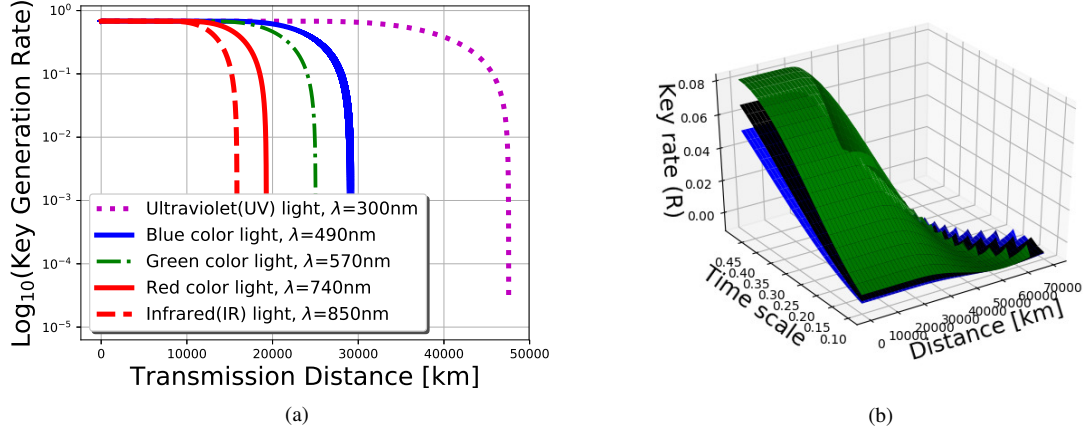 10⁰
10⁻¹
10⁻²
10⁻³
10⁻⁴
10⁻⁵
Log₁₀(Key Generation Rate)
Ultraviolet(UV) light, λ=300nm
Blue color light, λ=490nm
Green color light, λ=570nm
Red color light, λ=740nm
Infrared(IR) light, λ=850nm
0 10000 20000 30000 40000 50000
Transmission Distance [km]
(a)
0.08
0.06
0.04
0.02
0.00
Key rate (R)
0.45
0.40
0.35
0.30
0.25
0.20
0.15
0.10
Time scale
0 10000 20000 30000 40000 50000 60000 70000
Distance [km]
(b)